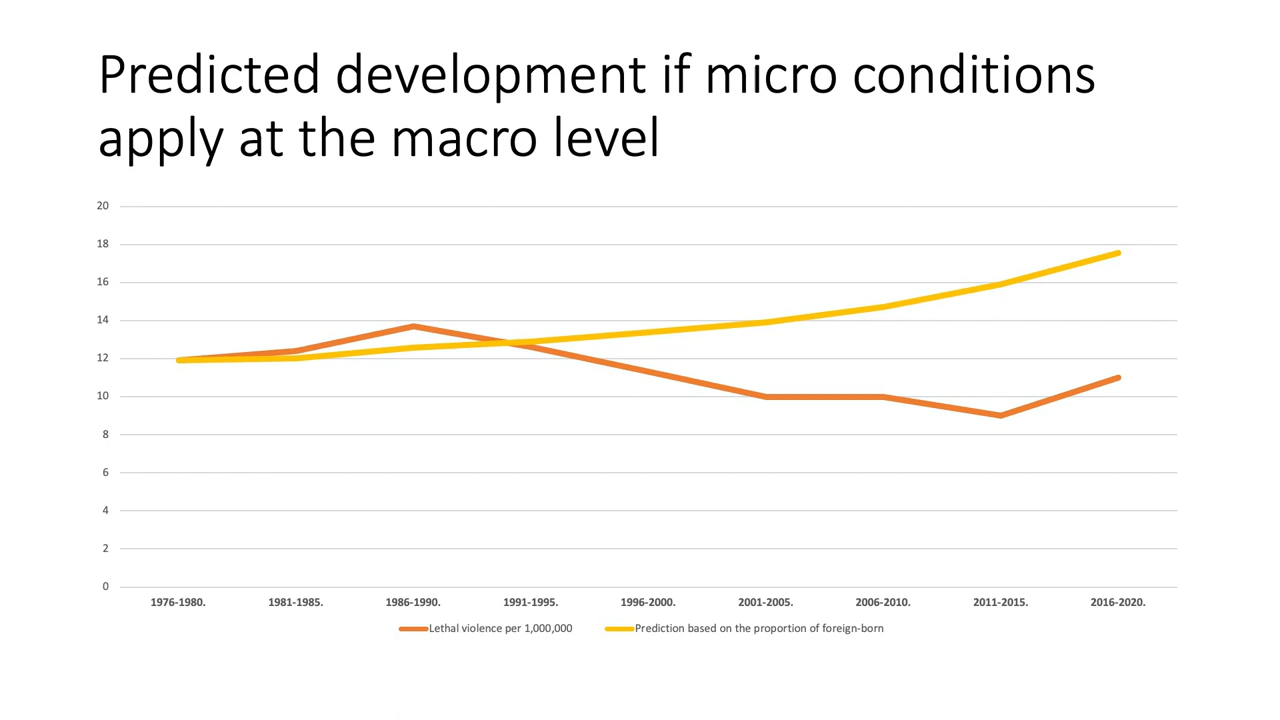 Predicted development if micro conditions
apply at the macro level
20
18
16
14
12
10
8
6
4
2
0
1976-1980. 1981-1985. 1986-1990. 1991-1995. 1996-2000. 2001-2005. 2006-2010. 2011-2015. 2016-2020.
Lethal violence per 1,000,000 Prediction based on the proportion of foreign-born